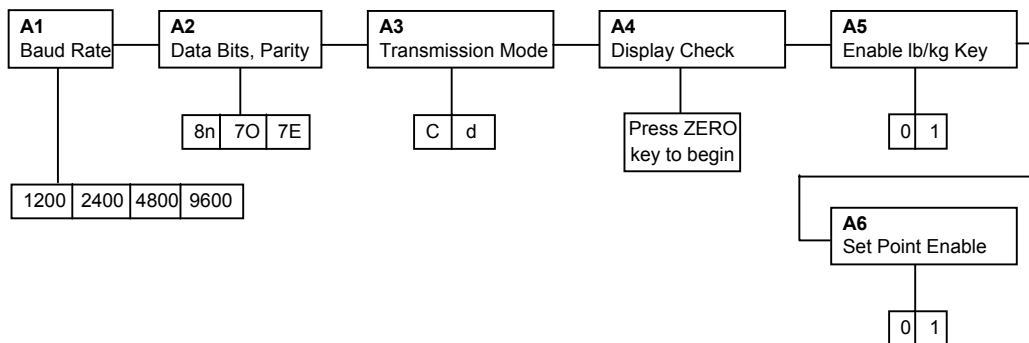 A1
Baud Rate
A2
Data Bits, Parity
A3
Transmission Mode
A4
Display Check
A5
Enable lb/kg Key
8n 7O 7E
C d
Press ZERO
key to begin
0 1
1200 2400 4800 9600
A6
Set Point Enable
0 1